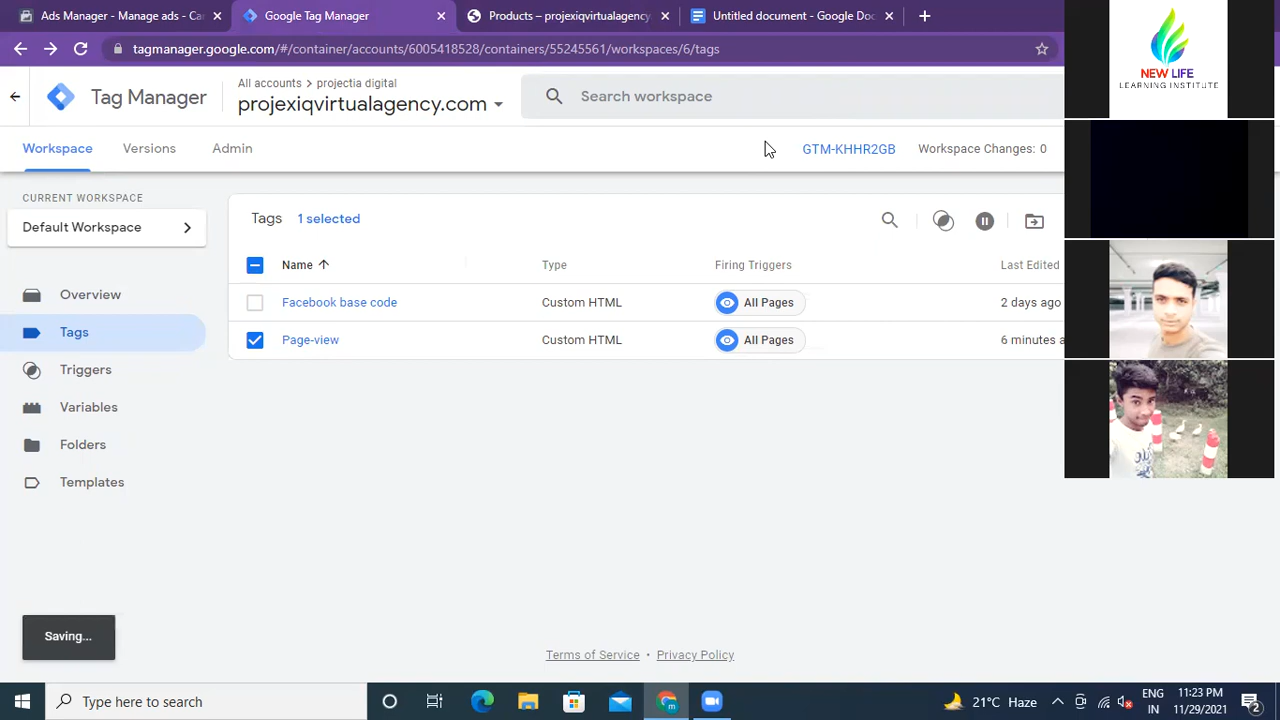 Ads Manager - Manage ads - Ca
Google Tag Manager
Products – projexiqvirtualagency
Untitled document - Google Doc
tagmanager.google.com/#/container/accounts/6005418528/containers/55245561/workspaces/6/tags
NEW LIFE
LEARNING INSTITUTE
All accounts > projectia digital
Tag Manager
projexiqvirtualagency.com
Search workspace
Workspace
Versions
Admin
GTM-KHHR2GB
Workspace Changes: 0
CURRENT WORKSPACE
Default Workspace
Tags 1 selected
Name
Type
Firing Triggers
Last Edited
Facebook base code
Custom HTML
All Pages
2 days ago
Page-view
Custom HTML
All Pages
6 minutes a
Overview
Tags
Triggers
Variables
Folders
Templates
Saving...
Terms of Service • Privacy Policy
Type here to search
21°C Haze
ENG
IN
11:23 PM
11/29/2021
2